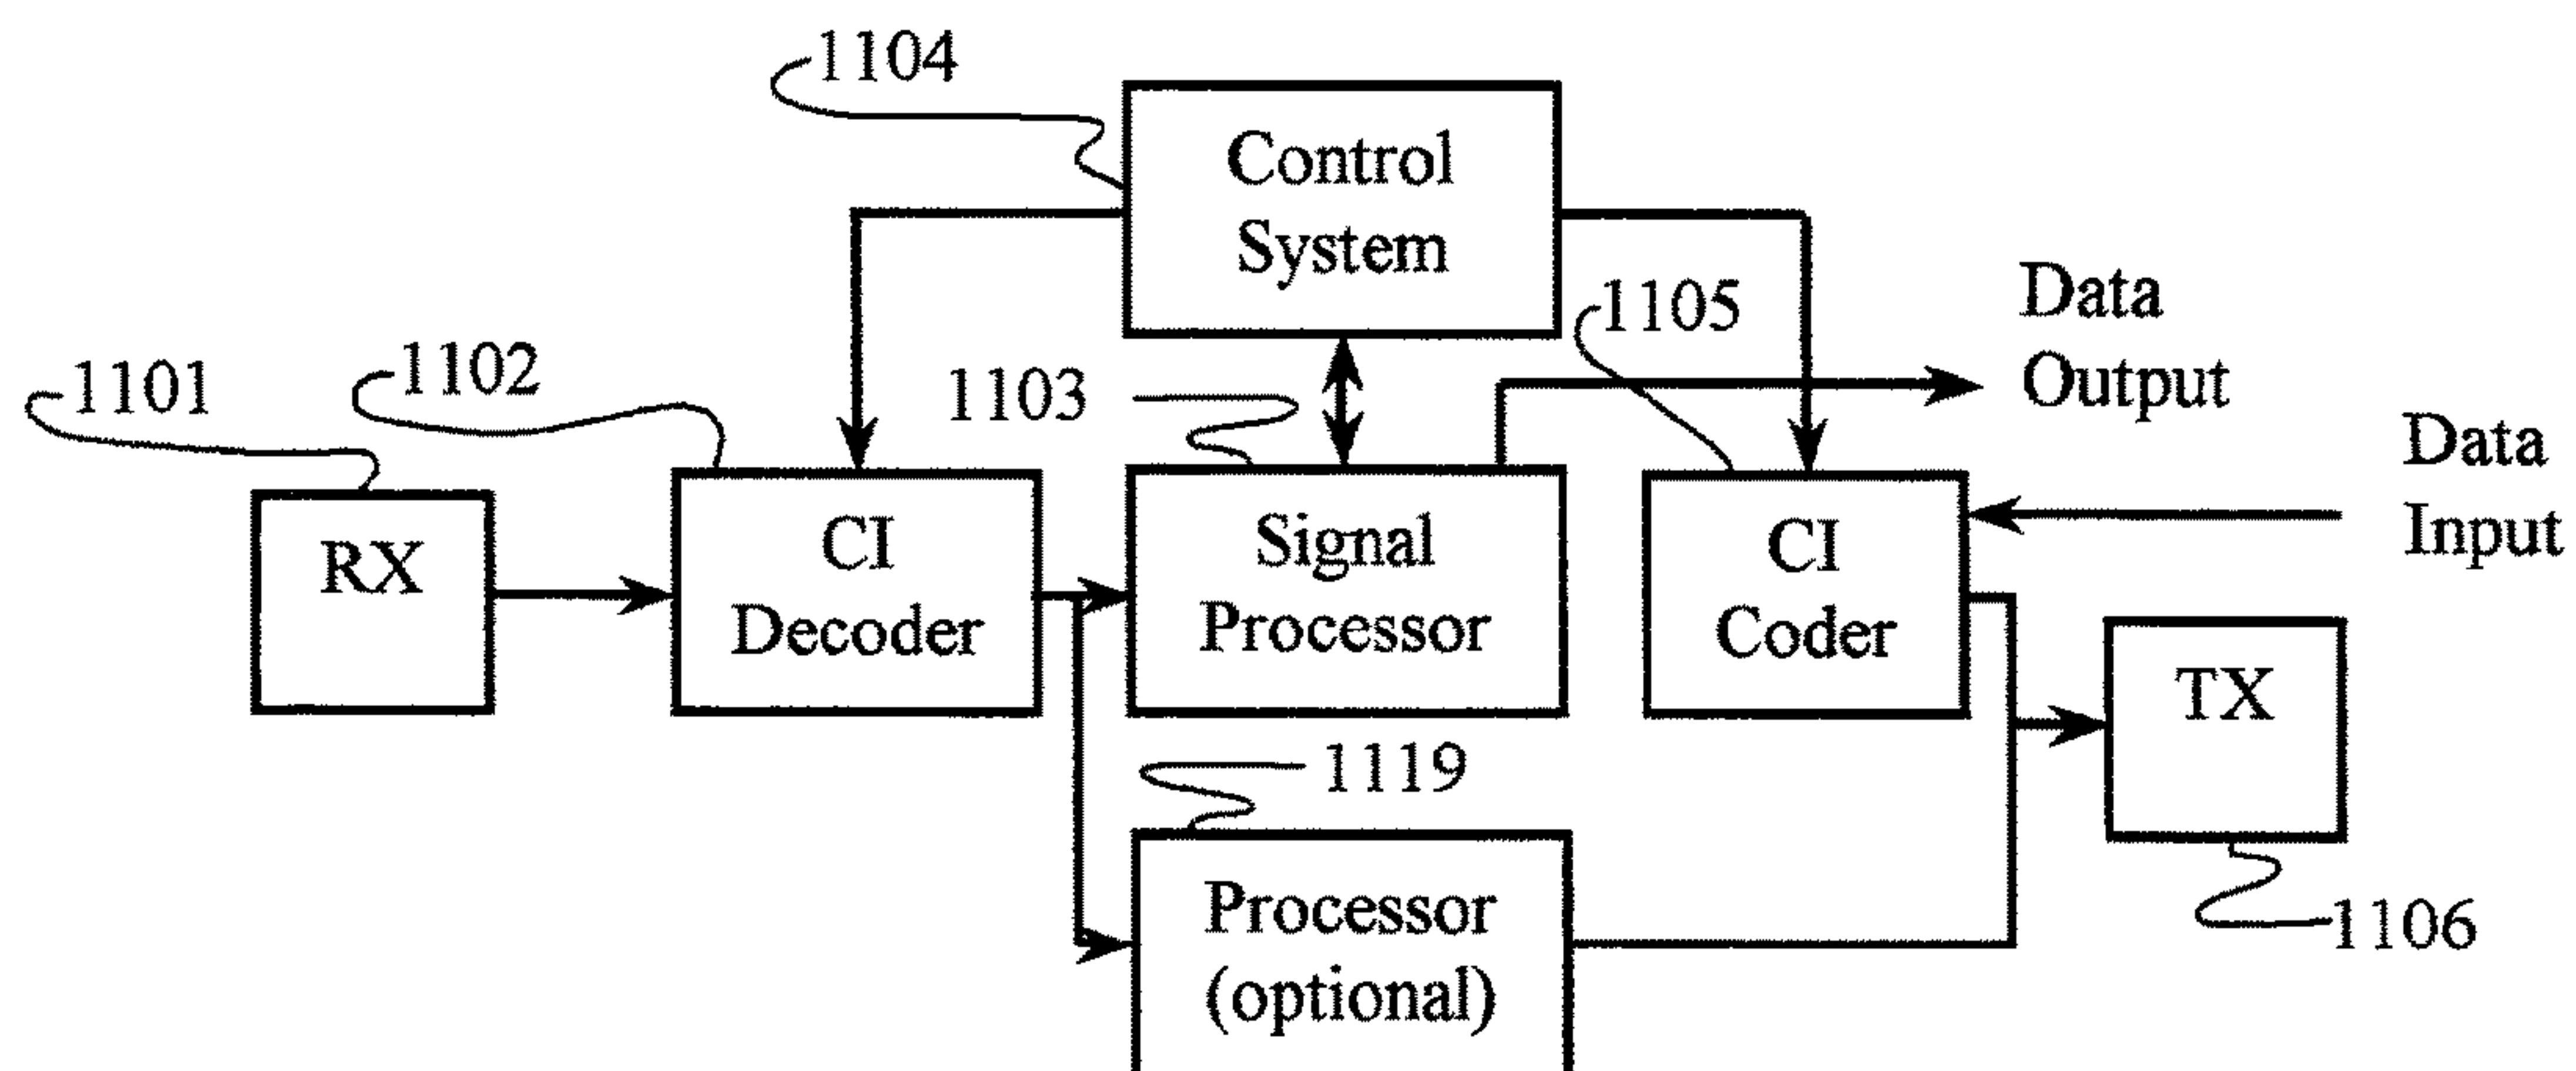 1104
Control
System
1105
Data
Output
1101
1102
1103
Data
Input
RX
CI
Decoder
Signal
Processor
CI
Coder
TX
1119
Processor
(optional)
1106